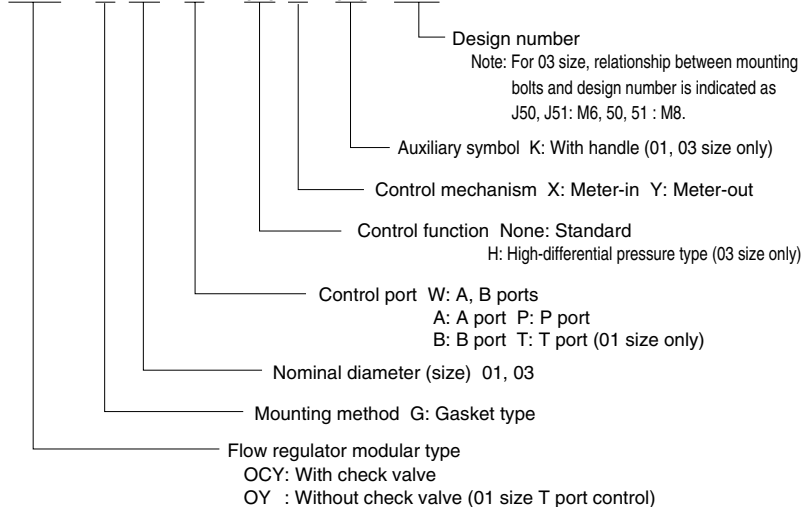 Design number
Note: For 03 size, relationship between mounting
bolts and design number is indicated as
J50, J51: M6, 50, 51 : M8.
Auxiliary symbol K: With handle (01, 03 size only)
Control mechanism X: Meter-in Y: Meter-out
Control function None: Standard
H: High-differential pressure type (03 size only)
Control port W: A, B ports
A: A port P: P port
B: B port T: T port (01 size only)
Nominal diameter (size) 01, 03
Mounting method G: Gasket type
Flow regulator modular type
OCY: With check valve
OY : Without check valve (01 size T port control)